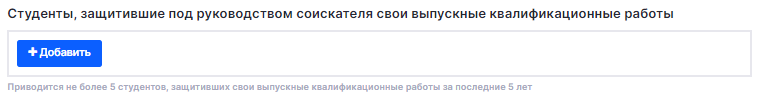 Студенты, защитившие под руководством соискателя свои выпускные квалификационные работы
+ Добавить
Приводится не более 5 студентов, защитивших свои выпускные квалификационные работы за последние 5 лет